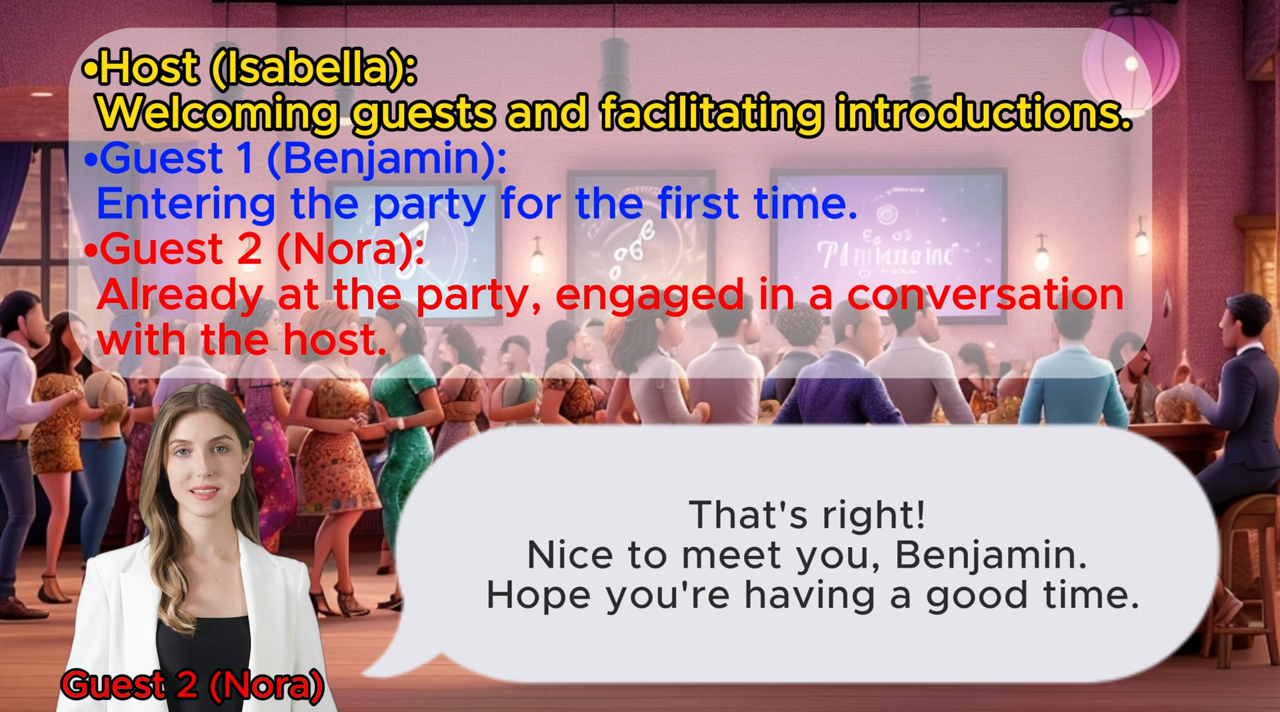 •Host (Isabella):
Welcoming guests and facilitating introductions.
•Guest 1 (Benjamin):
Entering the party for the first time.
•Guest 2 (Nora):
Already at the party, engaged in a conversation
with the host.
That's right!
Nice to meet you, Benjamin.
Hope you're having a good time.
Guest 2 (Nora)